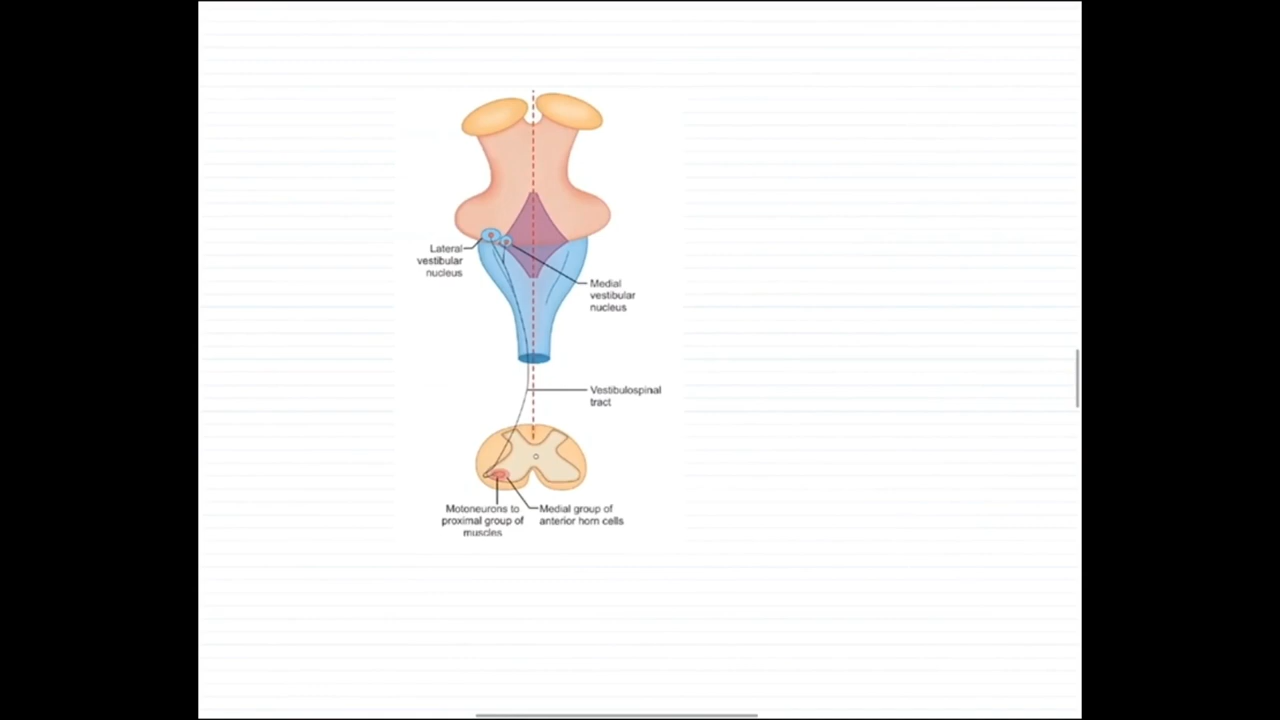 Lateral
vestibular
nucleus
Medial
vestibular
nucleus
Vestibulospinal
tract
Motoneurons to
proximal group of
muscles
Medial group of
anterior horn cells